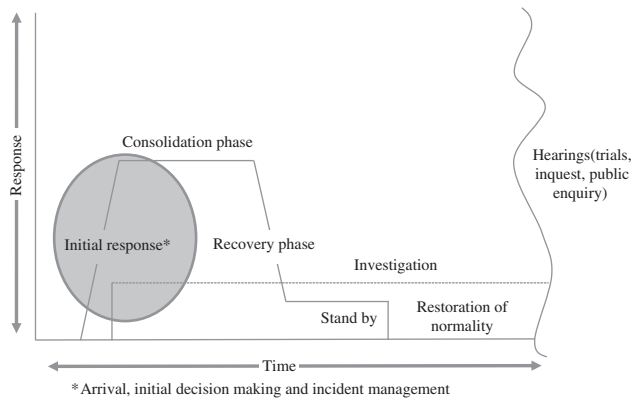 Response
Consolidation phase
Hearings(trials,
inquest, public
enquiry)
Initial response*
Recovery phase
Investigation
Stand by
Restoration of
normality
Time
*Arrival, initial decision making and incident management